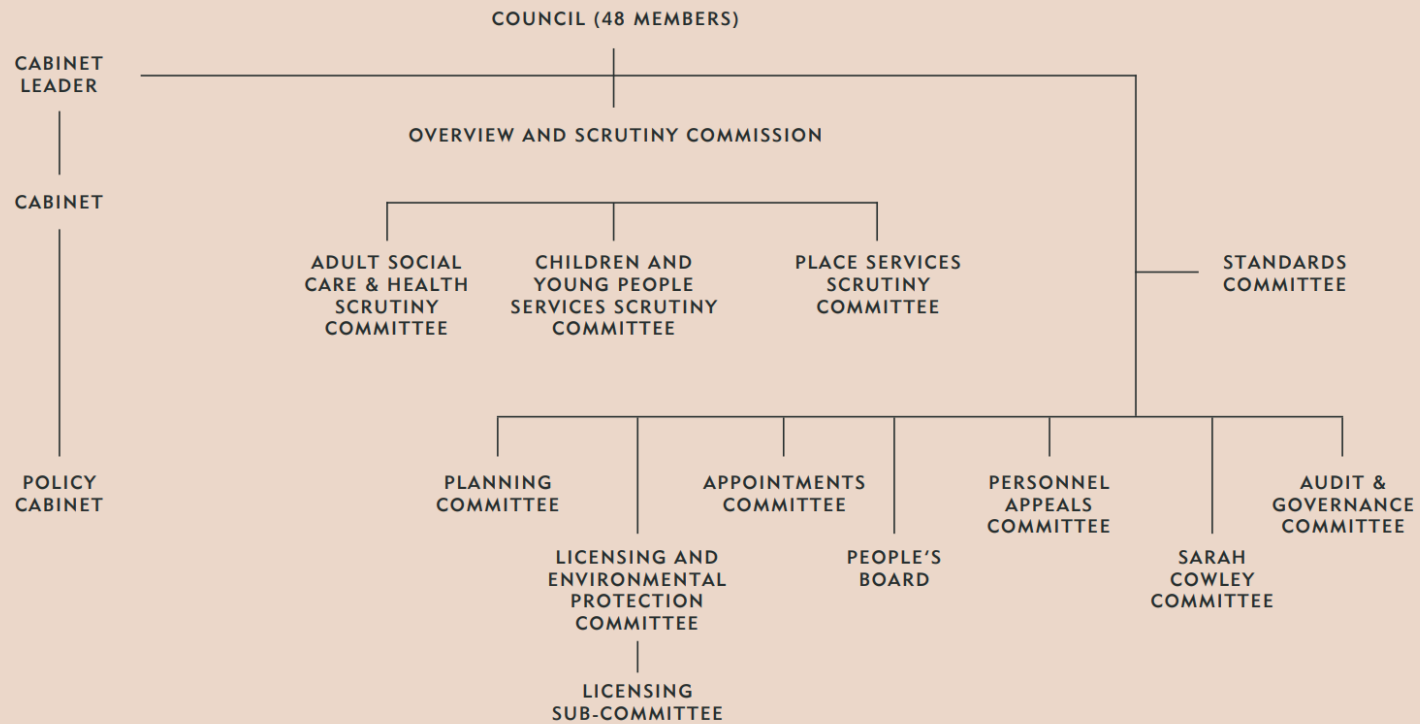 COUNCIL (48 MEMBERS)
CABINET
LEADER
OVERVIEW AND SCRUTINY COMMISSION
CABINET
ADULT SOCIAL
CARE & HEALTH
SCRUTINY
COMMITTEE
CHILDREN AND
YOUNG PEOPLE
SERVICES SCRUTINY
COMMITTEE
PLACE SERVICES
SCRUTINY
COMMITTEE
STANDARDS
COMMITTEE
POLICY
CABINET
PLANNING
COMMITTEE
APPOINTMENTS
COMMITTEE
PERSONNEL
APPEALS
COMMITTEE
AUDIT &
GOVERNANCE
COMMITTEE
LICENSING AND
ENVIRONMENTAL
PROTECTION
COMMITTEE
PEOPLE'S
BOARD
SARAH
COWLEY
COMMITTEE
LICENSING
SUB-COMMITTEE